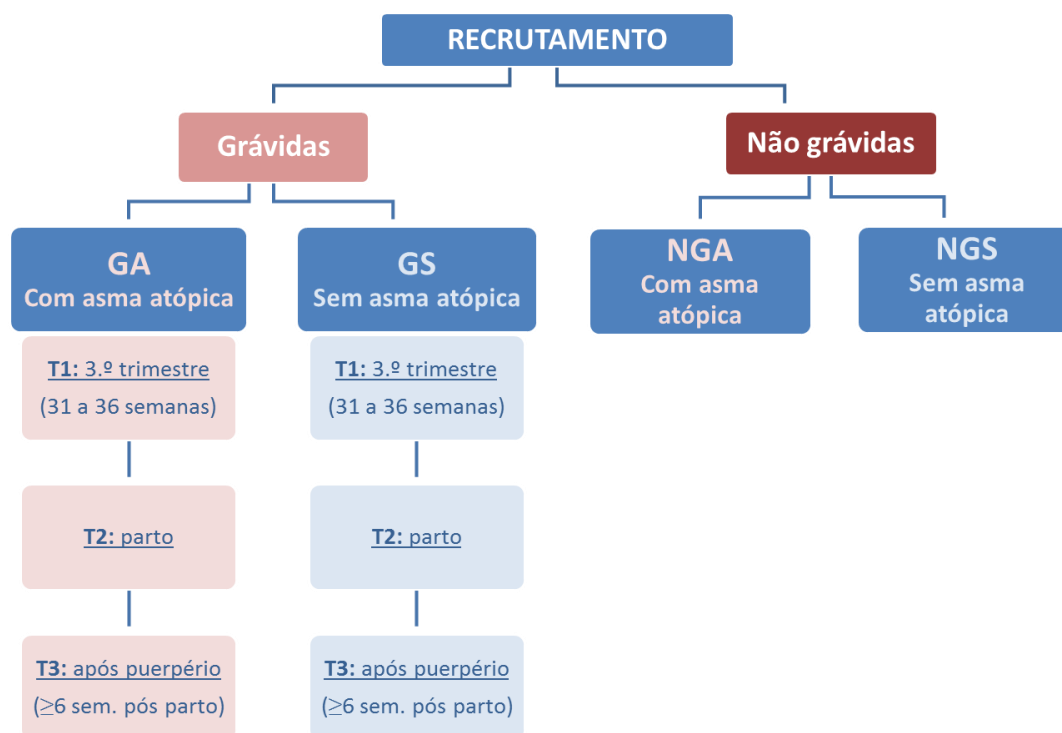 RECRUTAMENTO
Grávidas
Não grávidas
GA
Com asma atópica
GS
Sem asma atópica
NGA
Com asma
atópica
NGS
Sem asma
atópica
T1: 3.º trimestre
(31 a 36 semanas)
T1: 3.º trimestre
(31 a 36 semanas)
T2: parto
T2: parto
T3: após puerpério
(≥6 sem. pós parto)
T3: após puerpério
(≥6 sem. pós parto)